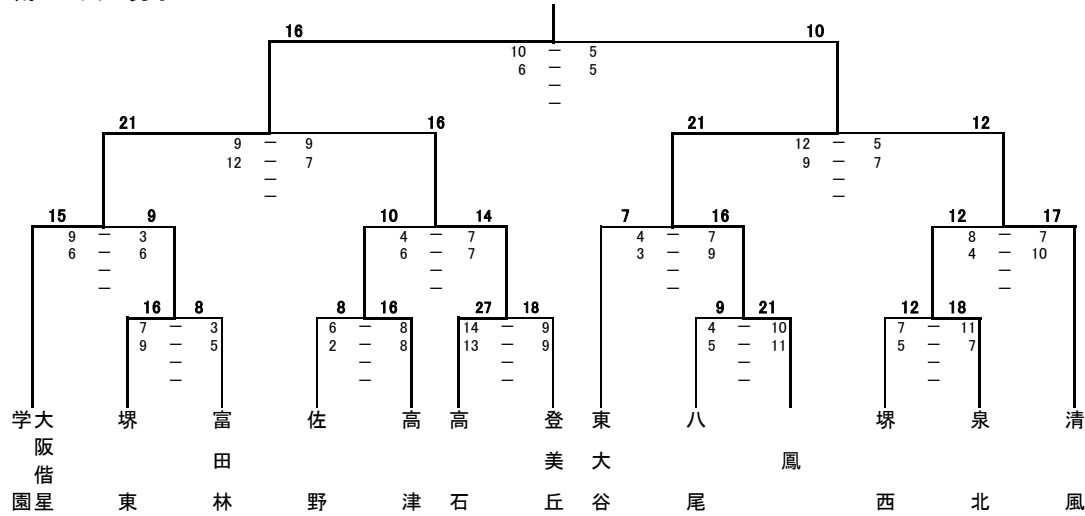 16 10
10 － 5
6 － 5
－
－
21 16 21 12
9 － 9 12 － 5
12 － 7 9 － 7
－ －
－ －
15 9 10 14 7 16 12 17
9 － 3 4 － 7 4 － 7 8 － 7
6 － 6 6 － 7 3 － 9 4 － 10
－ － － －
－ － － －
16 8 8 16 27 18 9 21 12 18
7 － 3 6 － 8 14 － 9 4 － 10 7 － 11
9 － 5 2 － 8 13 － 9 5 － 11 5 － 7
－ － － － －
－ － － － －
大阪偕星学園
堺東
富田林
佐野
高津
高石
登美丘
東大谷
八尾
鳳
堺西
泉北
清風